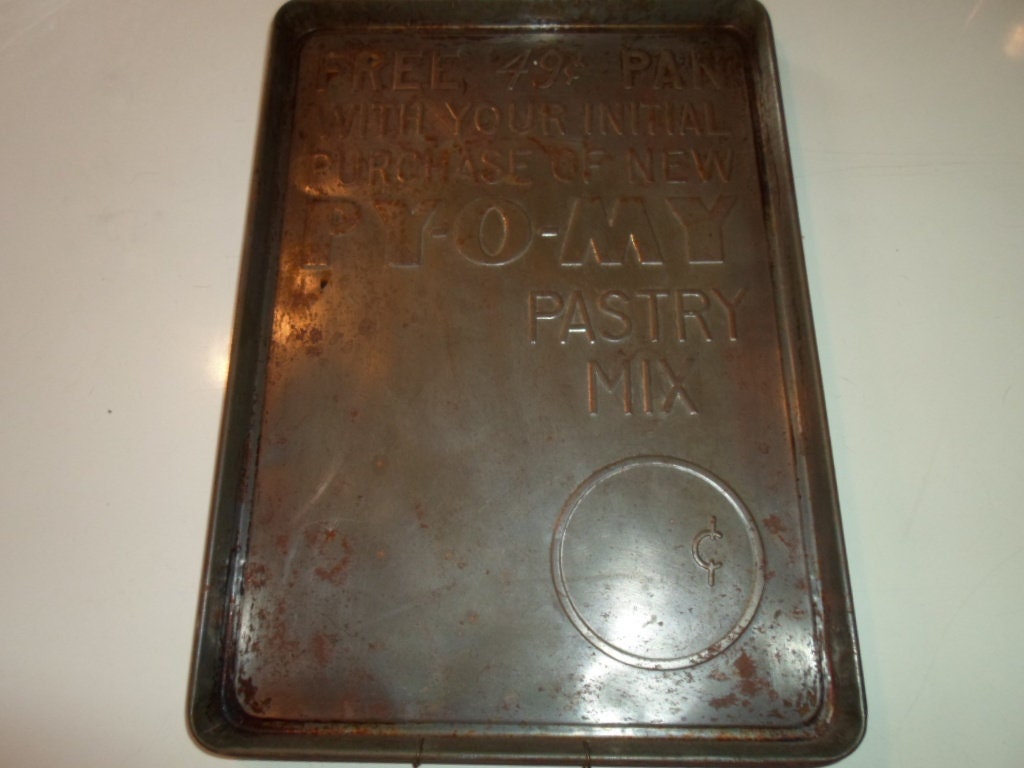 FREE, 49¢ PAN
WITH YOUR INITIAL
PURCHASE OF NEW
PY-O-MY
PASTRY
MIX
¢